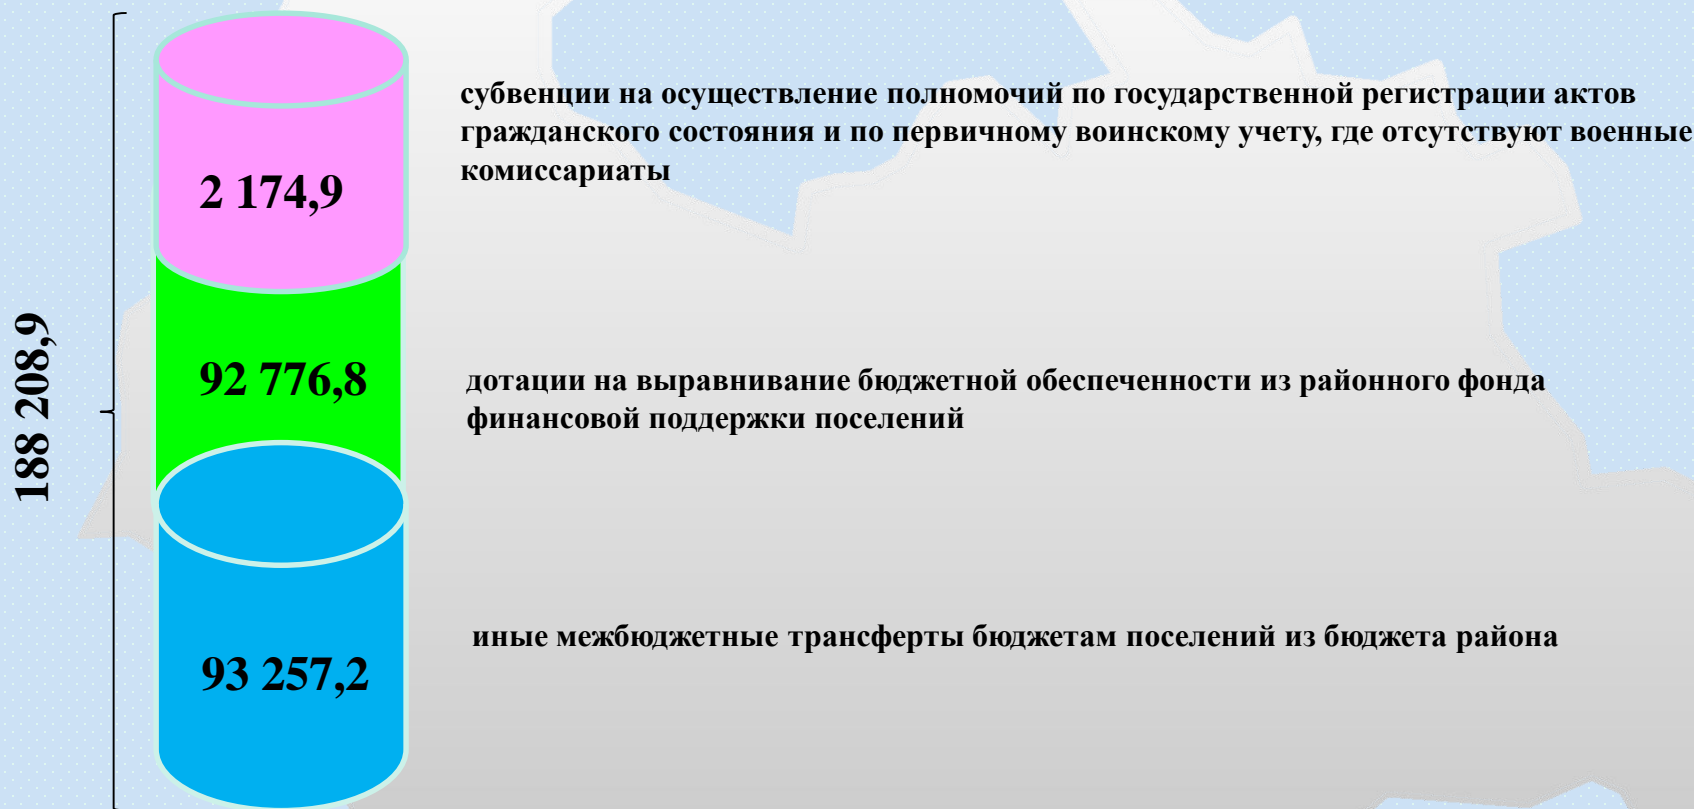 188 208,9
2 174,9
субвенции на осуществление полномочий по государственной регистрации актов
гражданского состояния и по первичному воинскому учету, где отсутствуют военные
комиссариаты
92 776,8
дотации на выравнивание бюджетной обеспеченности из районного фонда
финансовой поддержки поселений
93 257,2
иные межбюджетные трансферты бюджетам поселений из бюджета района